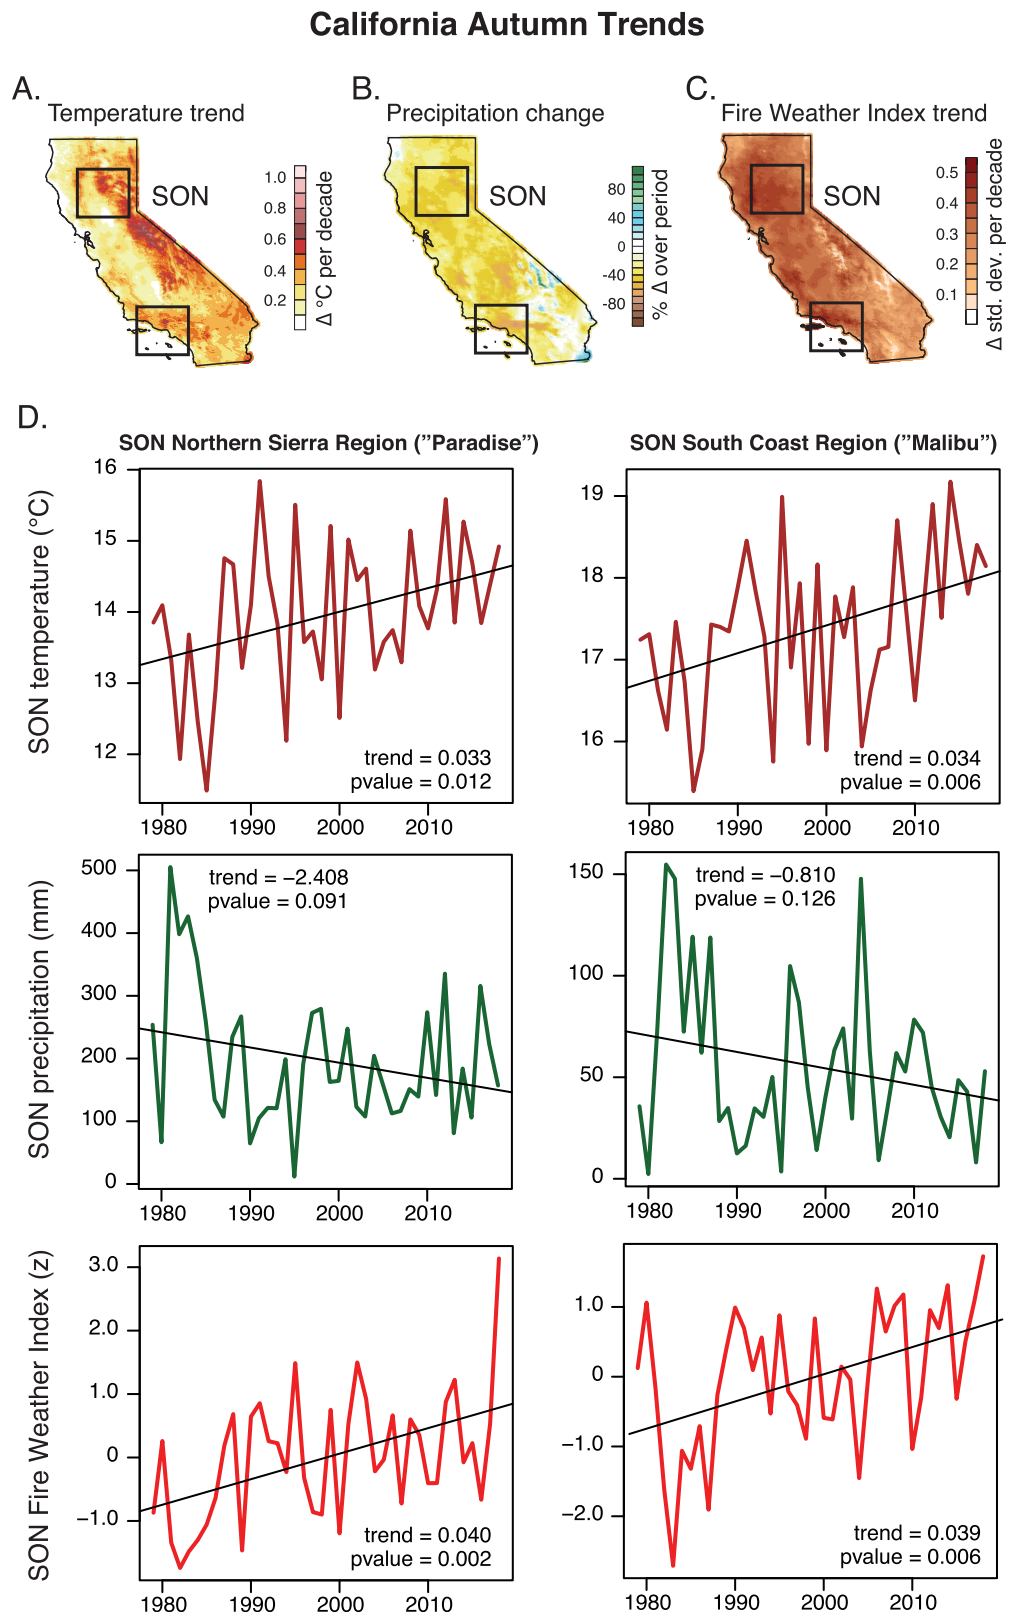 California Autumn Trends
A.
Temperature trend
SON
1.0
0.8
0.6
0.4
0.2
Δ °C per decade
B.
Precipitation change
SON
80
40
0
-40
-80
% Δ over period
C.
Fire Weather Index trend
SON
0.5
0.4
0.3
0.2
0.1
Δ std. dev. per decade
D.
SON Northern Sierra Region (”Paradise”)
SON temperature (°C)
16
15
14
13
12
trend = 0.033
pvalue = 0.012
1980 1990 2000 2010
SON South Coast Region (”Malibu”)
19
18
17
16
trend = 0.034
pvalue = 0.006
1980 1990 2000 2010
SON precipitation (mm)
500
400
300
200
100
0
trend = −2.408
pvalue = 0.091
1980 1990 2000 2010
150
100
50
0
trend = −0.810
pvalue = 0.126
1980 1990 2000 2010
SON Fire Weather Index (z)
3.0
2.0
1.0
0
−1.0
trend = 0.040
pvalue = 0.002
1980 1990 2000 2010
1.0
0
−1.0
−2.0
trend = 0.039
pvalue = 0.006
1980 1990 2000 2010